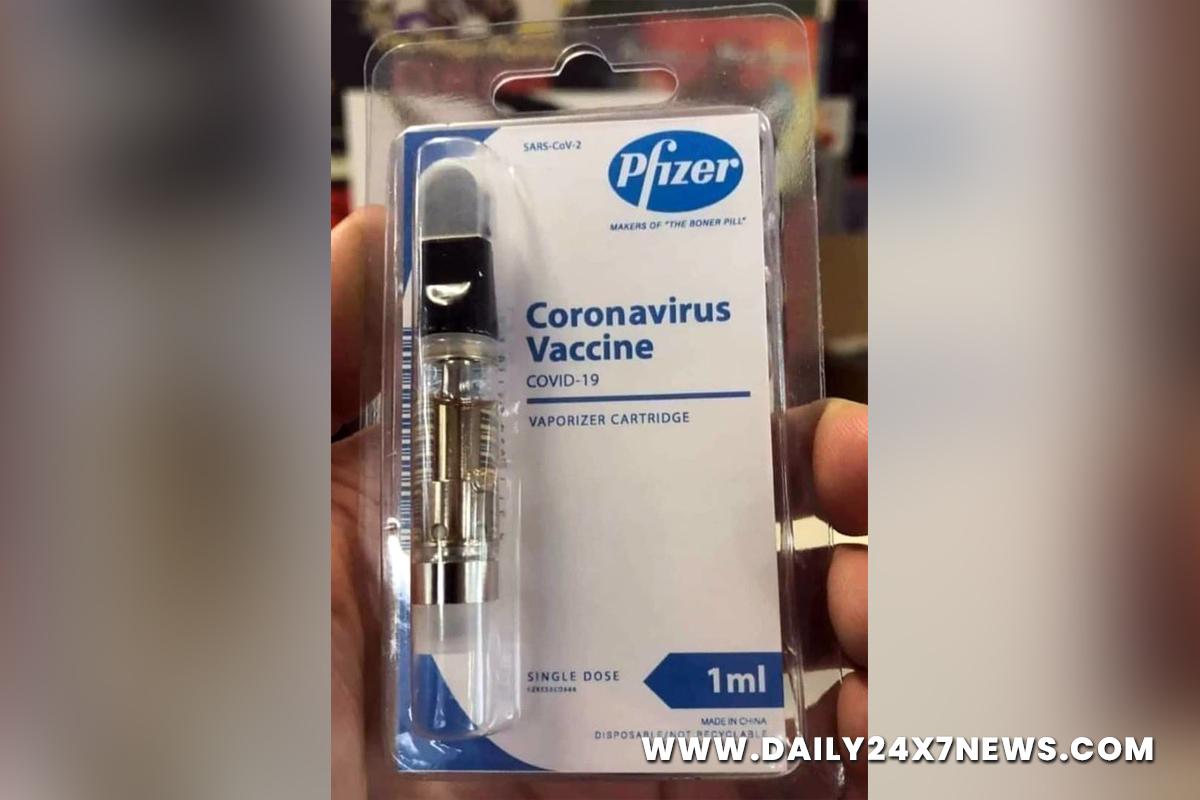 SARS-CoV-2
Pfizer
MAKERS OF "THE BONER PILL"
Coronavirus
Vaccine
COVID-19
VAPORIZER CARTRIDGE
SINGLE DOSE
1ml
MADE IN CHINA
DISPOSABLE/NOT RECYCLABLE
WWW.DAILY24X7NEWS.COM